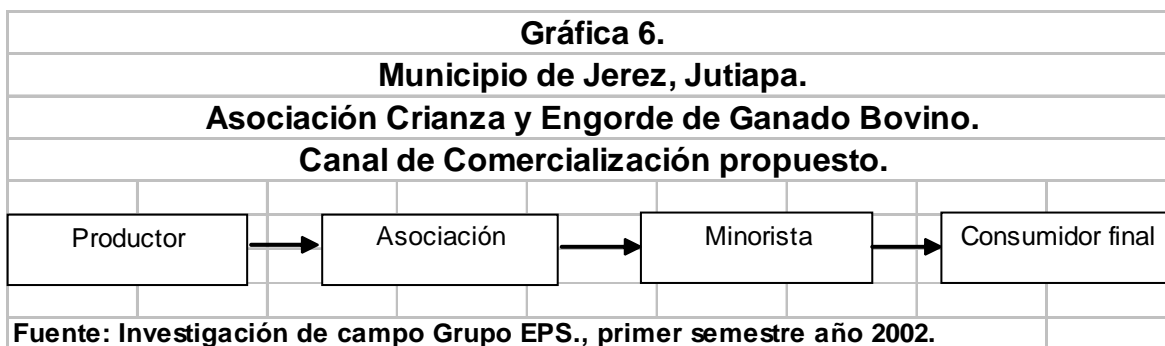 Gráfica 6.
Municipio de Jerez, Jutiapa.
Asociación Crianza y Engorde de Ganado Bovino.
Canal de Comercialización propuesto.
Productor
Asociación
Minorista
Consumidor final
Fuente: Investigación de campo Grupo EPS., primer semestre año 2002.